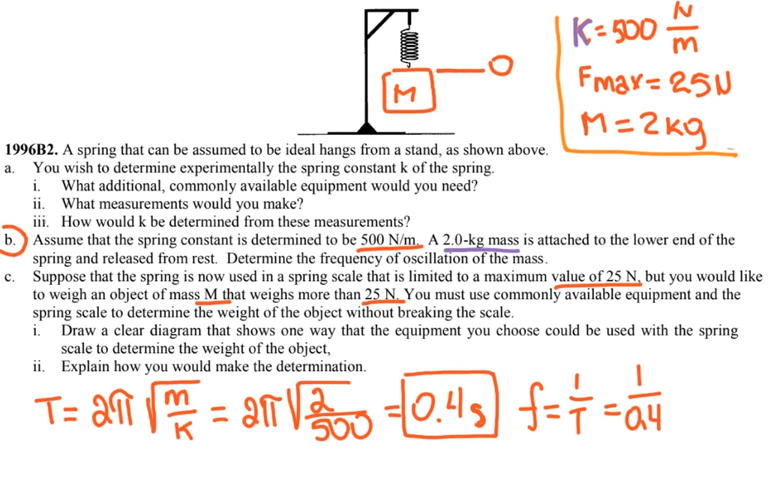 K = 500 N/m
Fmax = 25N
M = 2kg
M
1996B2. A spring that can be assumed to be ideal hangs from a stand, as shown above.
a. You wish to determine experimentally the spring constant k of the spring.
i. What additional, commonly available equipment would you need?
ii. What measurements would you make?
iii. How would k be determined from these measurements?
b. Assume that the spring constant is determined to be 500 N/m. A 2.0-kg mass is attached to the lower end of the
spring and released from rest. Determine the frequency of oscillation of the mass.
c. Suppose that the spring is now used in a spring scale that is limited to a maximum value of 25 N, but you would like
to weigh an object of mass M that weighs more than 25 N. You must use commonly available equipment and the
spring scale to determine the weight of the object without breaking the scale.
i. Draw a clear diagram that shows one way that the equipment you choose could be used with the spring
scale to determine the weight of the object,
ii. Explain how you would make the determination.
T = 2π √(m/K) = 2π √(2/500) = 0.4s f = 1/T = 1/0,4